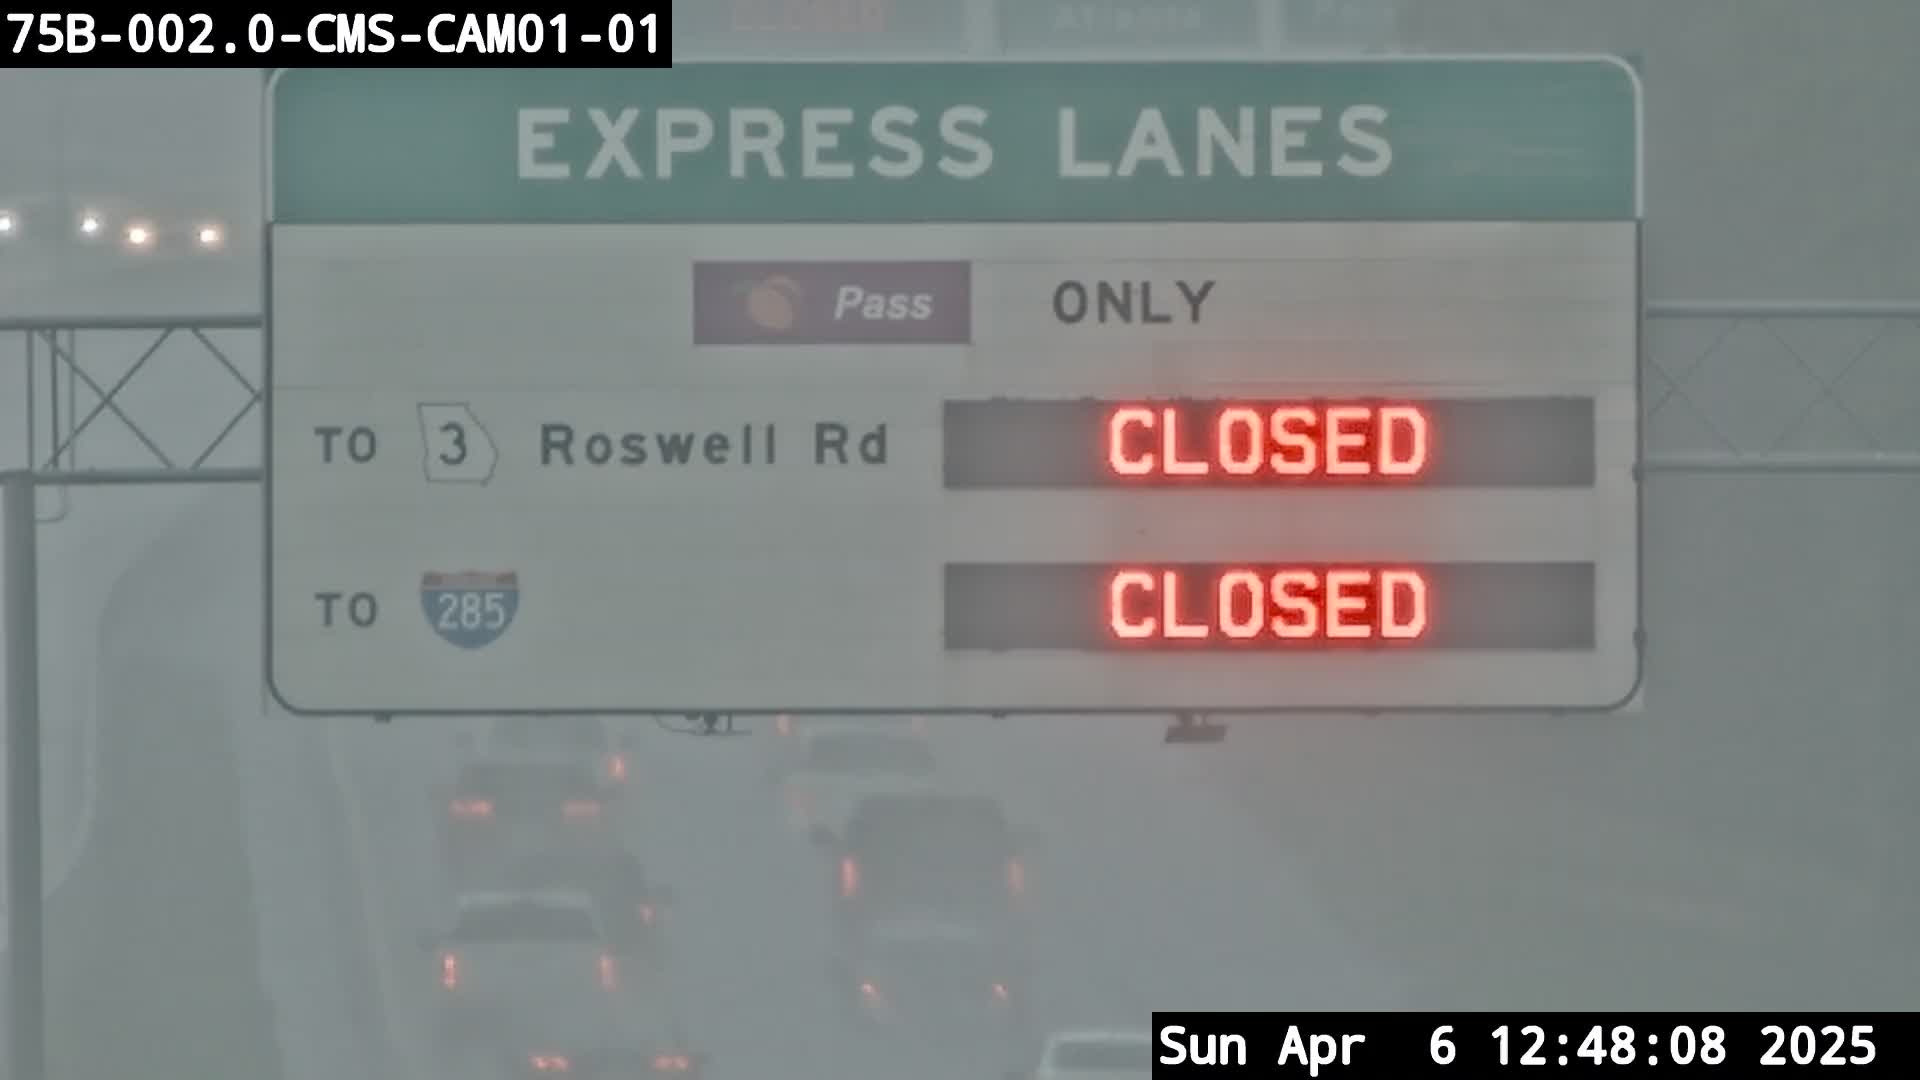 75B-002.0-CMS-CAM01-01
EXPRESS LANES
Pass ONLY
TO 3 Roswell Rd CLOSED
TO 285 CLOSED
Sun Apr 6 12:48:08 2025